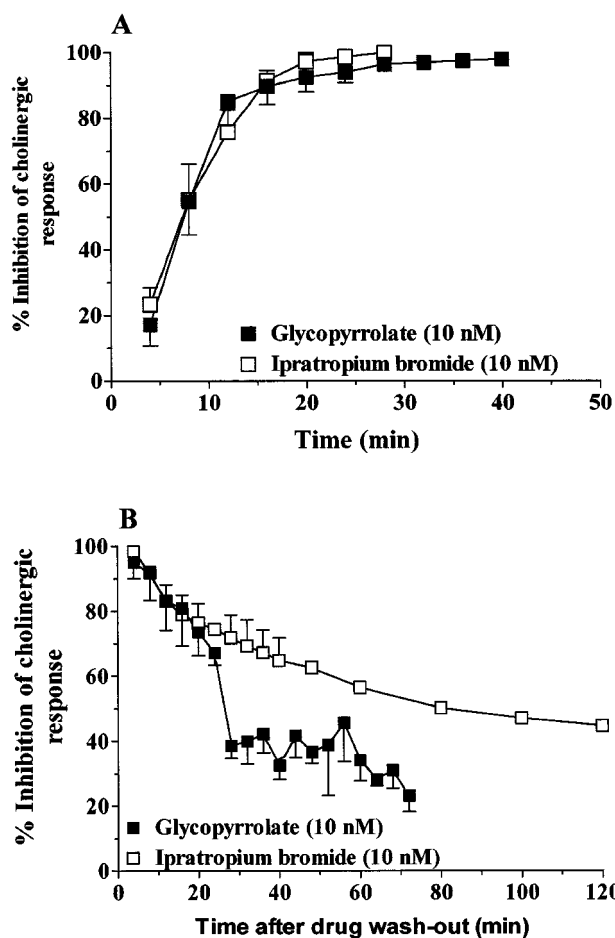 A
% Inhibition of cholinergic
response
100
80
60
40
20
0
Glycopyrrolate (10 nM)
Ipratropium bromide (10 nM)
0 10 20 30 40 50
Time (min)
B
% Inhibition of cholinergic
response
100
80
60
40
20
0
Glycopyrrolate (10 nM)
Ipratropium bromide (10 nM)
0 20 40 60 80 100 120
Time after drug wash-out (min)